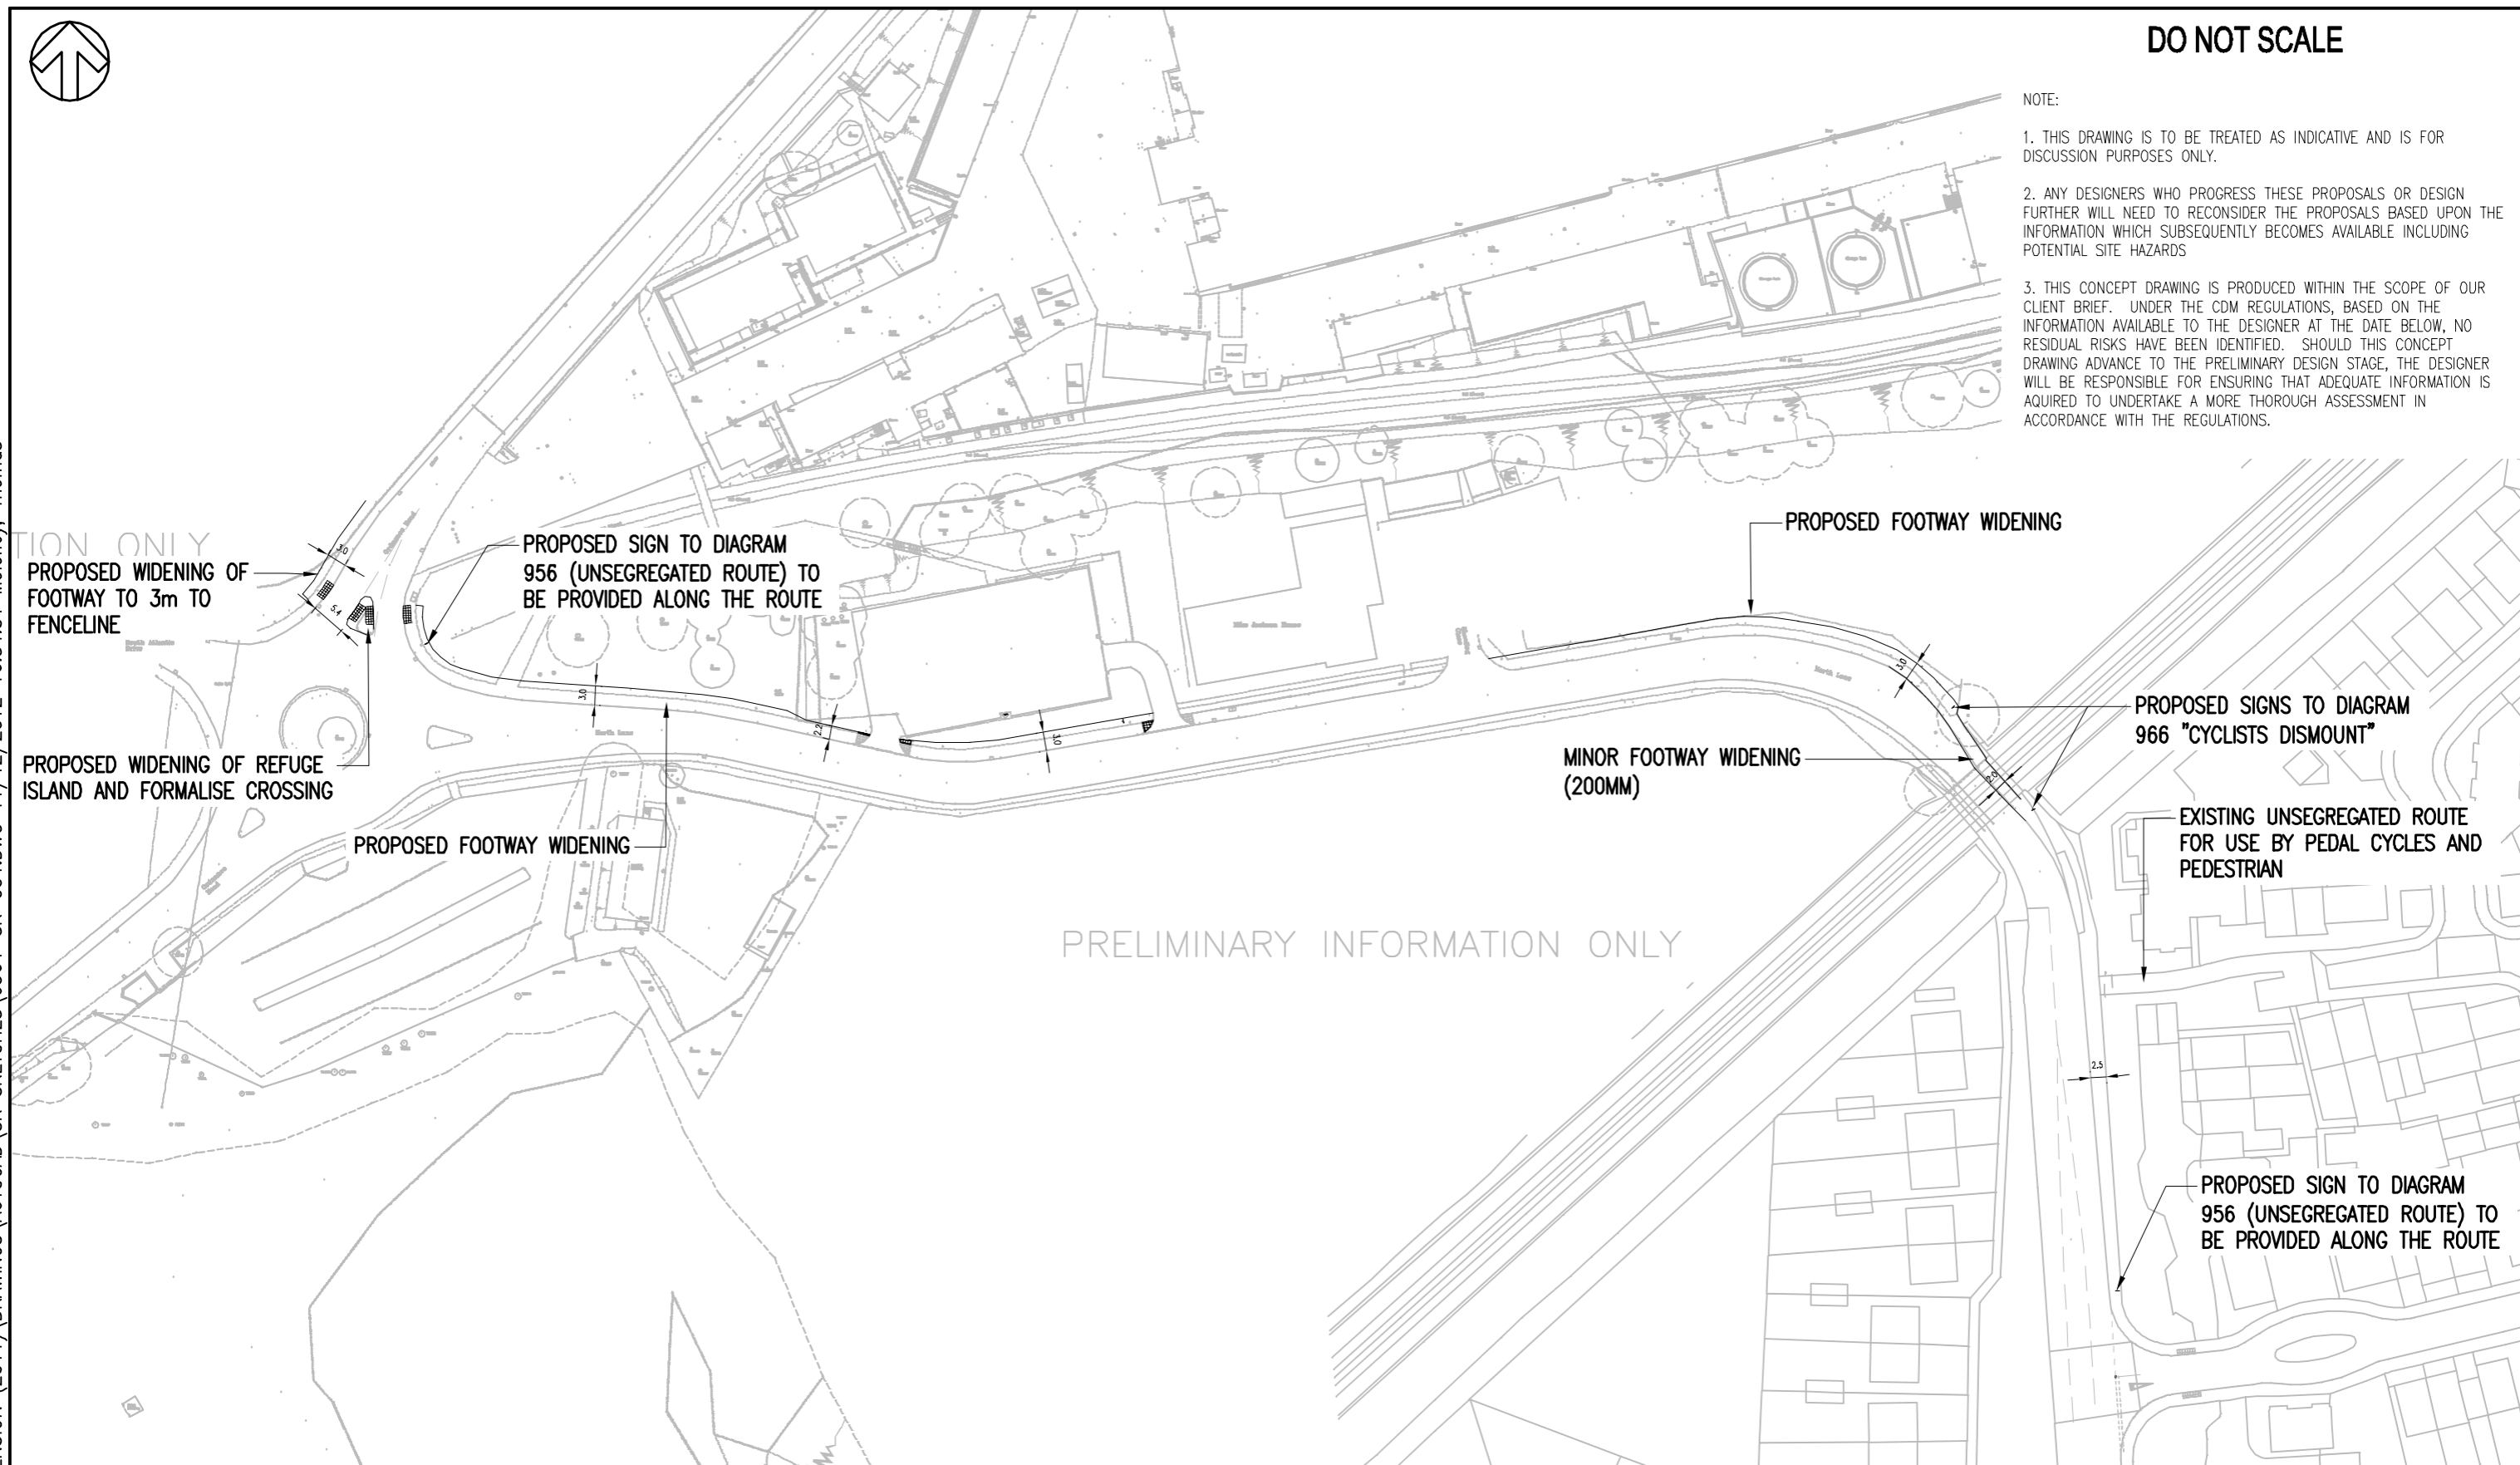 DO NOT SCALE
NOTE:
1. THIS DRAWING IS TO BE TREATED AS INDICATIVE AND IS FOR
DISCUSSION PURPOSES ONLY.
2. ANY DESIGNERS WHO PROGRESS THESE PROPOSALS OR DESIGN
FURTHER WILL NEED TO RECONSIDER THE PROPOSALS BASED UPON THE
INFORMATION WHICH SUBSEQUENTLY BECOMES AVAILABLE INCLUDING
POTENTIAL SITE HAZARDS
3. THIS CONCEPT DRAWING IS PRODUCED WITHIN THE SCOPE OF OUR
CLIENT BRIEF. UNDER THE CDM REGULATIONS, BASED ON THE
INFORMATION AVAILABLE TO THE DESIGNER AT THE DATE BELOW, NO
RESIDUAL RISKS HAVE BEEN IDENTIFIED. SHOULD THIS CONCEPT
DRAWING ADVANCE TO THE PRELIMINARY DESIGN STAGE, THE DESIGNER
WILL BE RESPONSIBLE FOR ENSURING THAT ADEQUATE INFORMATION IS
AQUIRED TO UNDERTAKE A MORE THOROUGH ASSESSMENT IN
ACCORDANCE WITH THE REGULATIONS.
TION ONLY
PROPOSED WIDENING OF
FOOTWAY TO 3m TO
FENCELINE
3.0
5.4
PROPOSED SIGN TO DIAGRAM
956 (UNSEGREGATED ROUTE) TO
BE PROVIDED ALONG THE ROUTE
PROPOSED FOOTWAY WIDENING
South Atlantic
Drive
Mike Jackson House
North Lane
3.0
3.0
2.2
North Lane
3.0
PROPOSED SIGNS TO DIAGRAM
966 "CYCLISTS DISMOUNT"
PROPOSED WIDENING OF REFUGE
ISLAND AND FORMALISE CROSSING
MINOR FOOTWAY WIDENING
(200MM)
2.0
EXISTING UNSEGREGATED ROUTE
FOR USE BY PEDAL CYCLES AND
PEDESTRIAN
PROPOSED FOOTWAY WIDENING
PRELIMINARY INFORMATION ONLY
2.5
PROPOSED SIGN TO DIAGRAM
956 (UNSEGREGATED ROUTE) TO
BE PROVIDED ALONG THE ROUTE